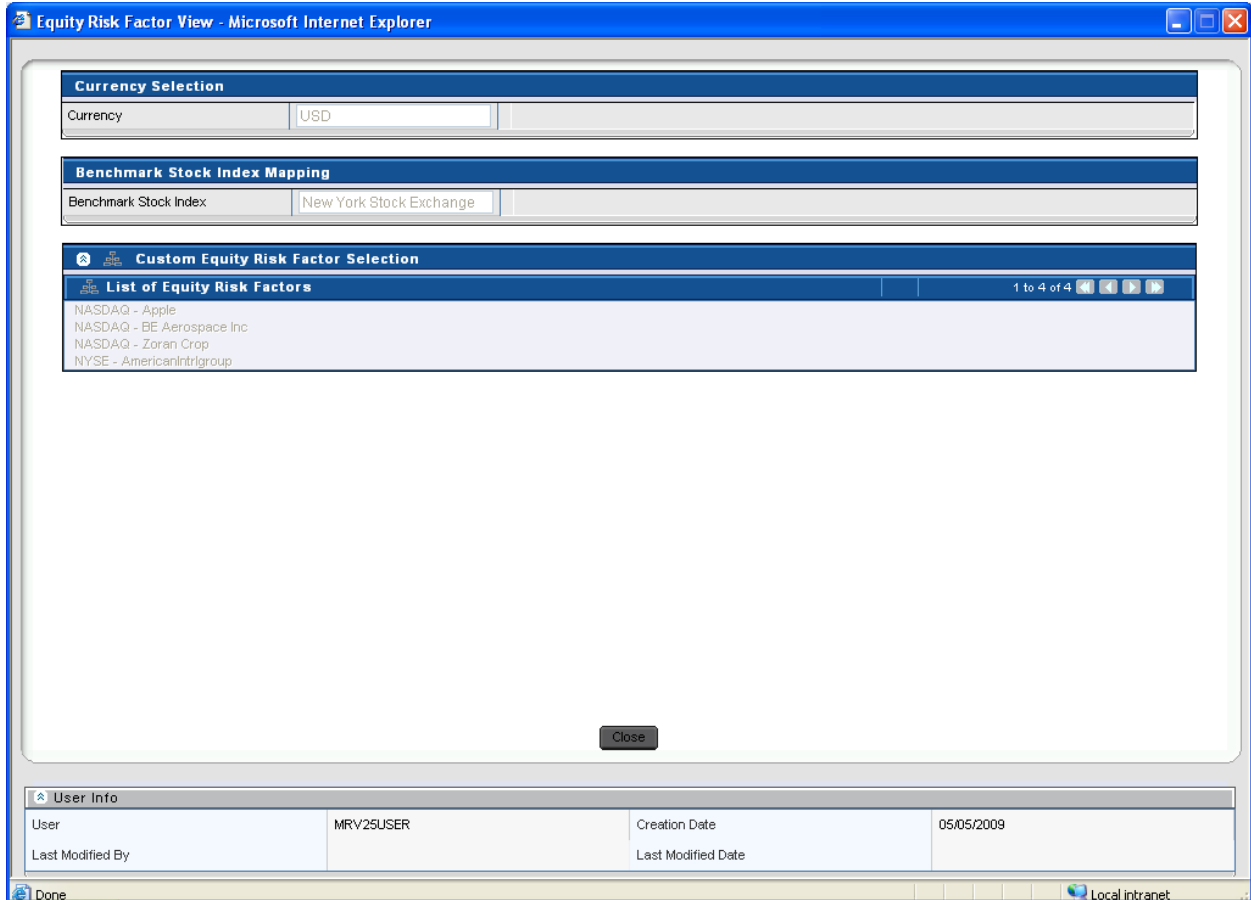 Equity Risk Factor View - Microsoft Internet Explorer
Currency Selection
Currency USD
Benchmark Stock Index Mapping
Benchmark Stock Index New York Stock Exchange
Custom Equity Risk Factor Selection
List of Equity Risk Factors 1 to 4 of 4
NASDAQ - Apple
NASDAQ - BE Aerospace Inc
NASDAQ - Zoran Crop
NYSE - AmericanIntrlgroup
Close
User Info
User MRV25USER Creation Date 05/05/2009
Last Modified By Last Modified Date
Done Local intranet